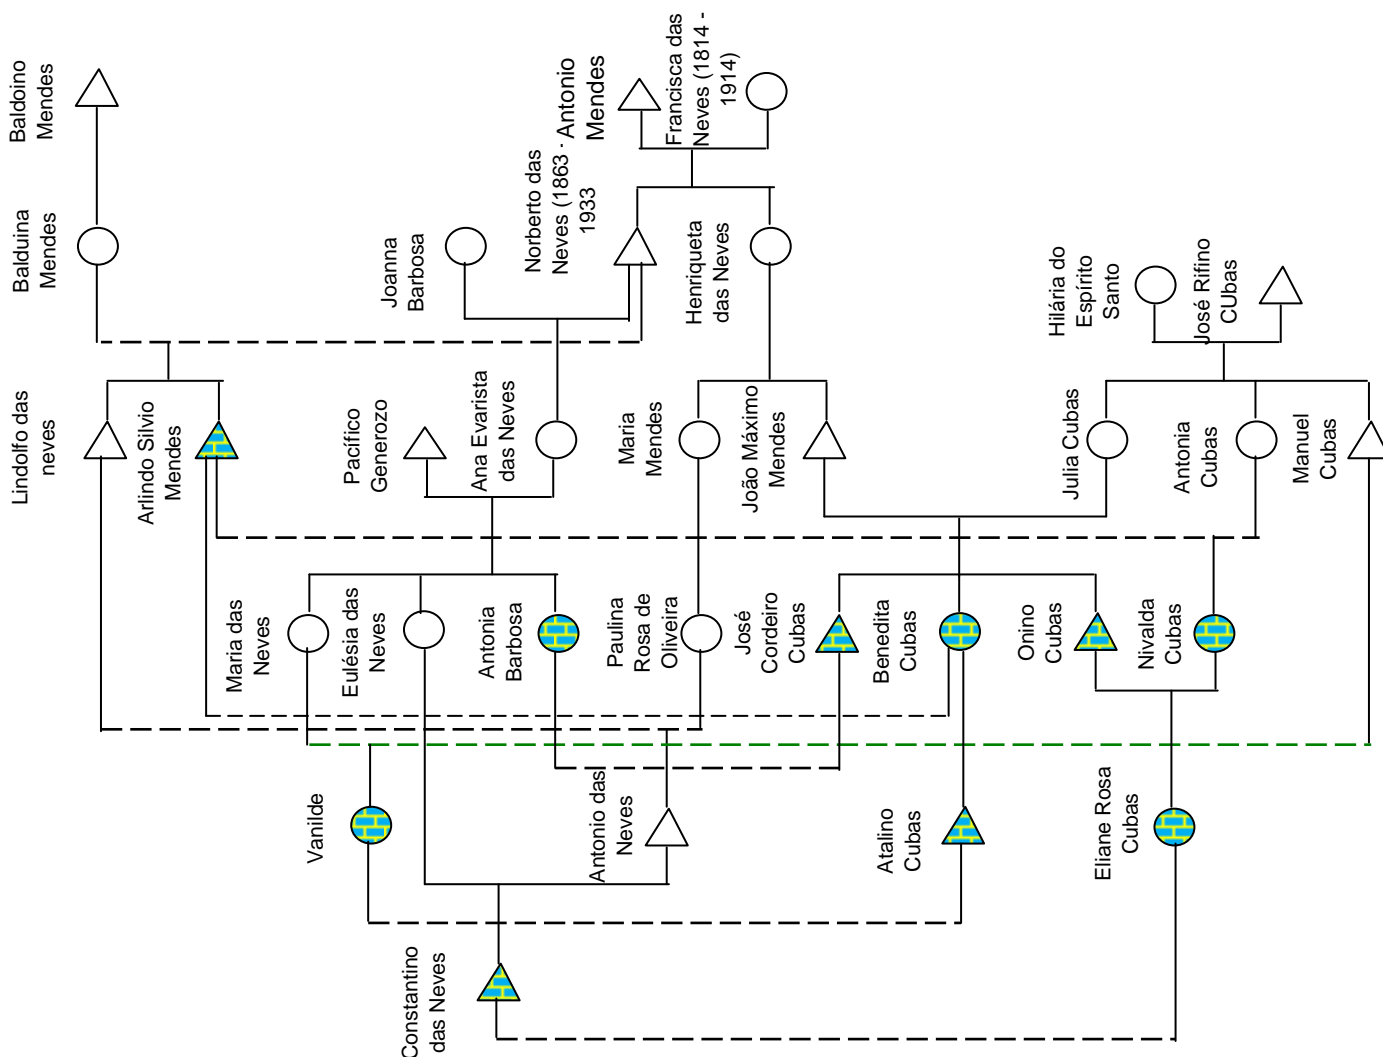 Baldoino
Mendes
Balduina
Mendes
Lindolfo das
neves
Arlindo Silvio
Mendes
Joanna
Barbosa
Norberto das
Neves (1863 -
1933
Antonio
Mendes
Francisca das
Neves (1814 -
1914)
Henriqueta
das Neves
Hilária do
Espírito
Santo
José Rifino
CUbas
Pacífico
Generozo
Ana Evarista
das Neves
Maria
Mendes
João Máximo
Mendes
Julia Cubas
Antonia
Cubas
Manuel
Cubas
Maria das
Neves
Eulésia das
Neves
Antonia
Barbosa
Paulina
Rosa de
Oliveira
José
Cordeiro
Cubas
Benedita
Cubas
Onino
Cubas
Nivalda
Cubas
Vanilde
Antonio das
Neves
Atalino
Cubas
Eliane Rosa
Cubas
Constantino
das Neves